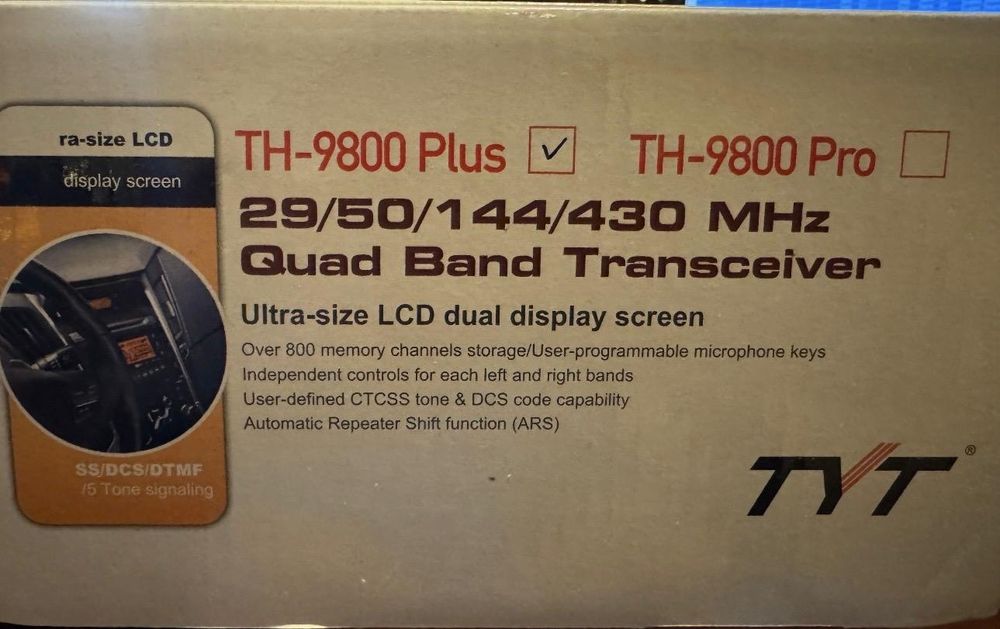 ra-size LCD
display screen
SS/DCS/DTMF
/5 Tone signaling
TH-9800 Plus ✓ TH-9800 Pro
29/50/144/430 MHz
Quad Band Transceiver
Ultra-size LCD dual display screen
Over 800 memory channels storage/User-programmable microphone keys
Independent controls for each left and right bands
User-defined CTCSS tone & DCS code capability
Automatic Repeater Shift function (ARS)
TYT®